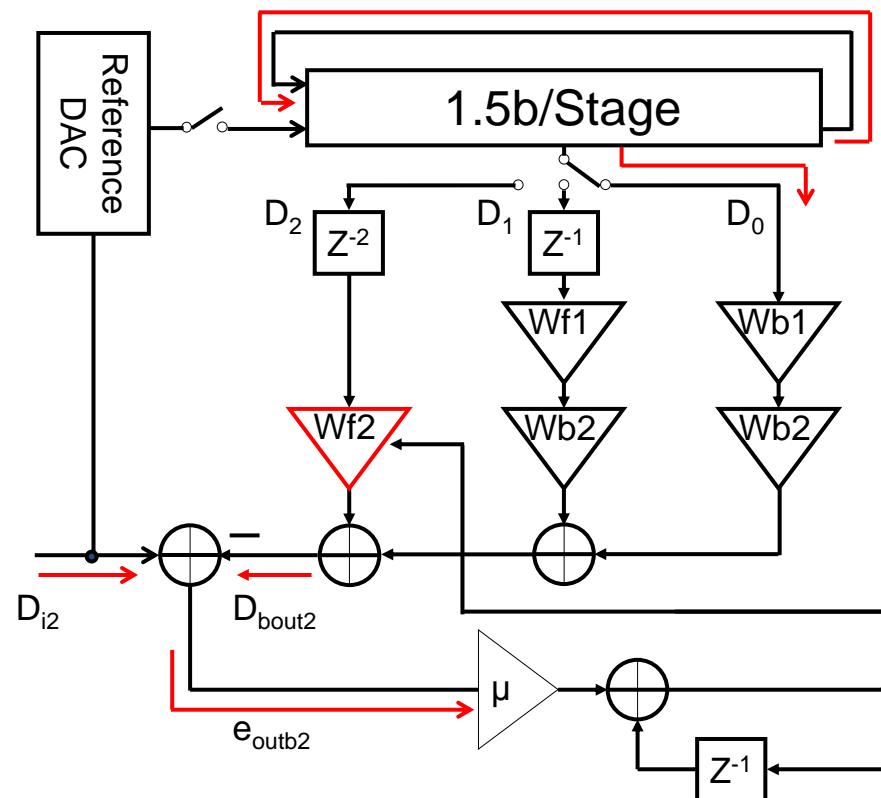 Reference
DAC
1.5b/Stage
D2
D1
D0
Z-2
Z-1
Wf1
Wb1
Wf2
Wb2
Wb2
Di2
Dbout2
μ
eoutb2
Z-1